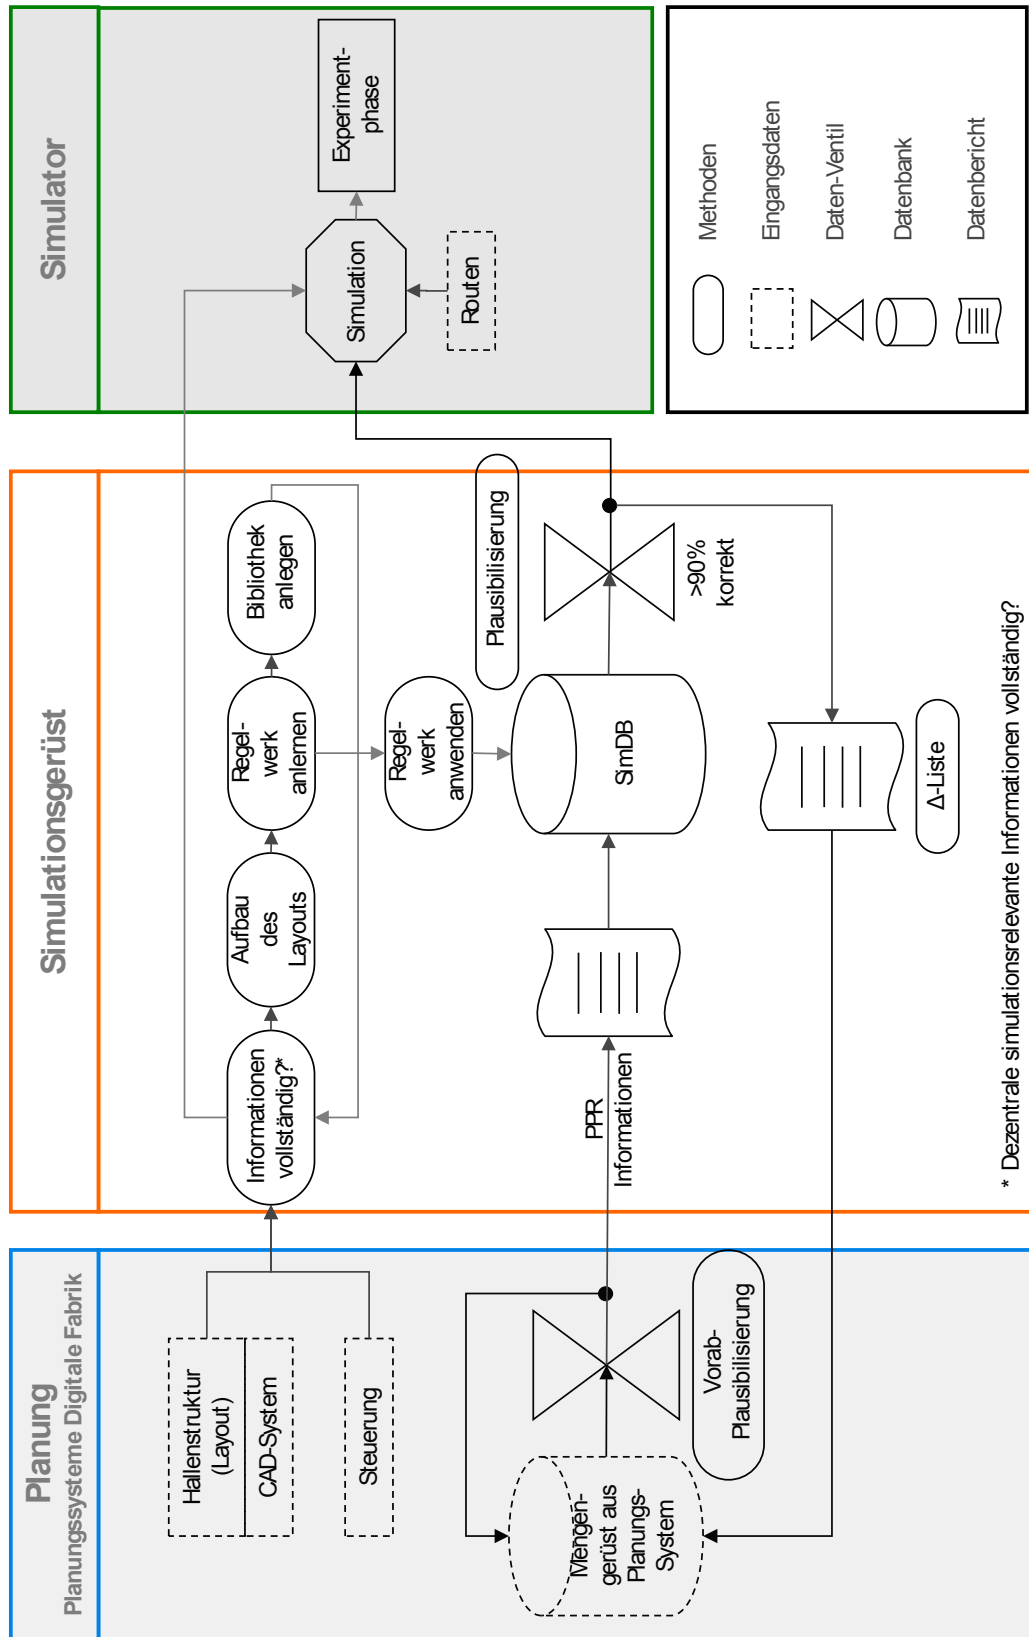 Planung
Planungssysteme Digitale Fabrik
Hallenstruktur
(Layout)
CAD-System
Steuerung
Mengen-
gerüst aus
Planungs-
System
Vorab-
Plausibilisierung
Simulationsgerüst
Informationen
vollständig?*
Aufbau
des
Layouts
Regel-
werk
anlernen
Bibliothek
anlegen
Regel-
werk
anwenden
Plausibilisierung
PPR
Informationen
SimDB
>90%
korrekt
Δ-Liste
* Dezentrale simulationsrelevante Informationen vollständig?
Simulator
Simulation
Experiment-
phase
Routen
Methoden
Eingangsdaten
Daten-Ventil
Datenbank
Datenbericht